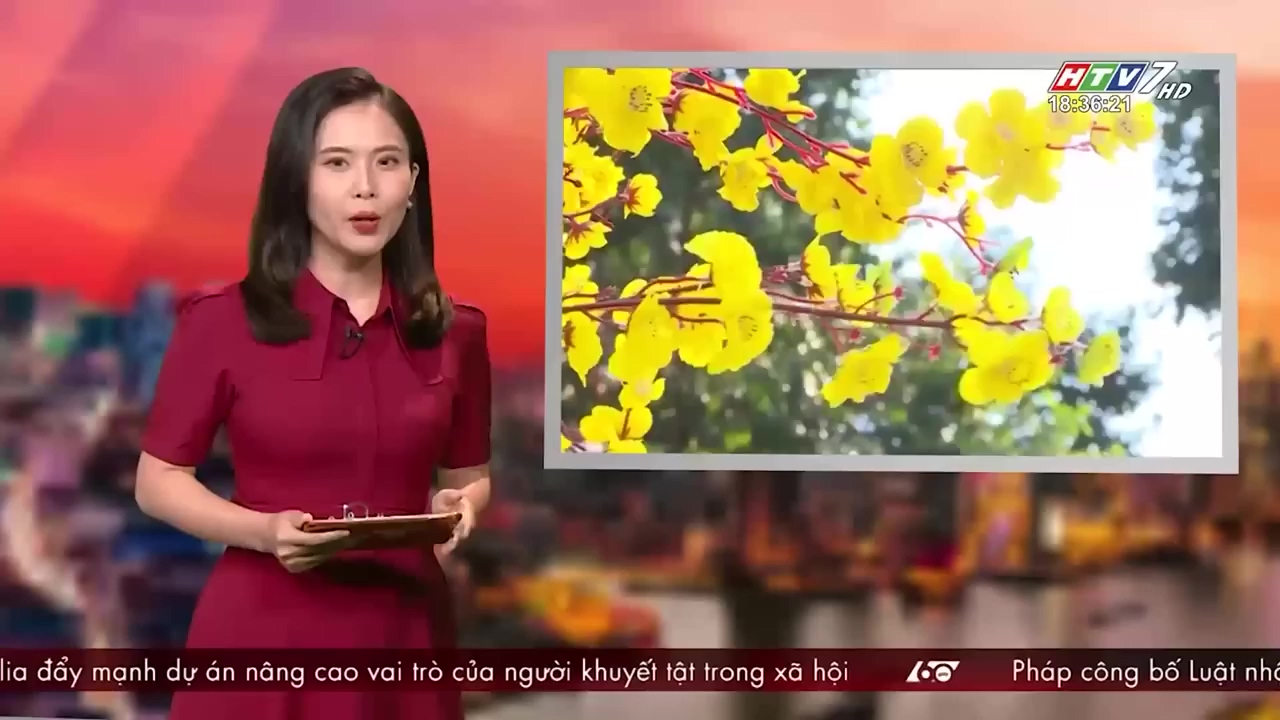 HTV7 HD
18:36:21
lia đẩy mạnh dự án nâng cao vai trò của người khuyết tật trong xã hội
60
Pháp công bố Luật